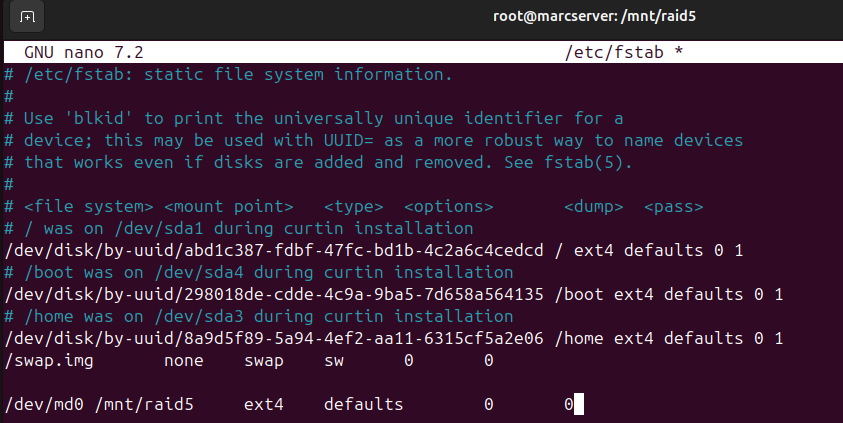 root@marcserver: /mnt/raid5
GNU nano 7.2 /etc/fstab *
# /etc/fstab: static file system information.
#
# Use 'blkid' to print the universally unique identifier for a
# device; this may be used with UUID= as a more robust way to name devices
# that works even if disks are added and removed. See fstab(5).
#
# <file system> <mount point>   <type>  <options>       <dump>  <pass>
# / was on /dev/sda1 during curtin installation
/dev/disk/by-uuid/abd1c387-fdbf-47fc-bd1b-4c2a6c4cedcd / ext4 defaults 0 1
# /boot was on /dev/sda4 during curtin installation
/dev/disk/by-uuid/298018de-cdde-4c9a-9ba5-7d658a564135 /boot ext4 defaults 0 1
# /home was on /dev/sda3 during curtin installation
/dev/disk/by-uuid/8a9d5f89-5a94-4ef2-aa11-6315cf5a2e06 /home ext4 defaults 0 1
/swap.img       none    swap    sw      0       0
/dev/md0 /mnt/raid5     ext4    defaults        0       0